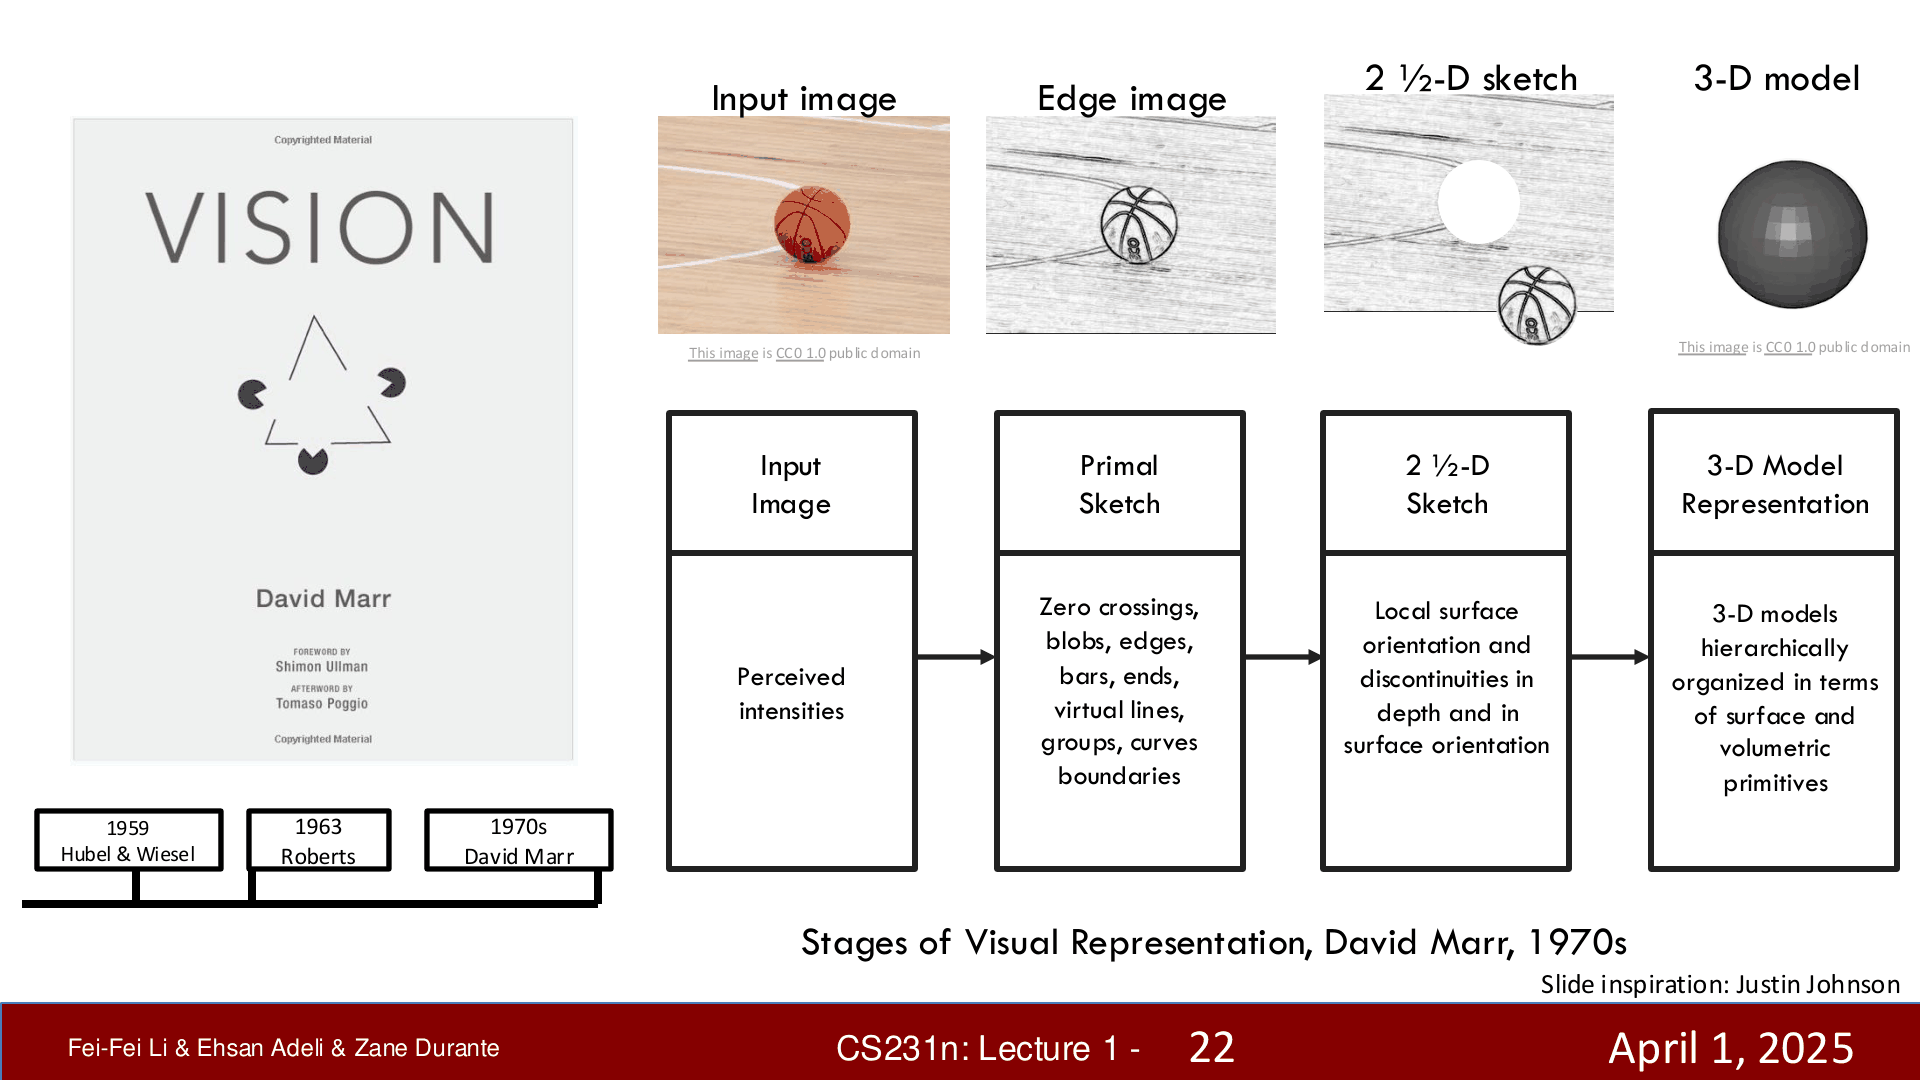 Copyrighted Material
VISION
David Marr
FOREWORD BY
Shimon Ullman
AFTERWORD BY
Tomaso Poggio
Copyrighted Material
1959
Hubel & Wiesel
1963
Roberts
1970s
David Marr
Input image
Edge image
2 ½-D sketch
3-D model
This image is CC0 1.0 public domain
This image is CC0 1.0 public domain
Input
Image
Perceived
intensities
Primal
Sketch
Zero crossings,
blobs, edges,
bars, ends,
virtual lines,
groups, curves
boundaries
2 ½-D
Sketch
Local surface
orientation and
discontinuities in
depth and in
surface orientation
3-D Model
Representation
3-D models
hierarchically
organized in terms
of surface and
volumetric
primitives
Stages of Visual Representation, David Marr, 1970s
Slide inspiration: Justin Johnson
Fei-Fei Li & Ehsan Adeli & Zane Durante
CS231n: Lecture 1 - 22
April 1, 2025